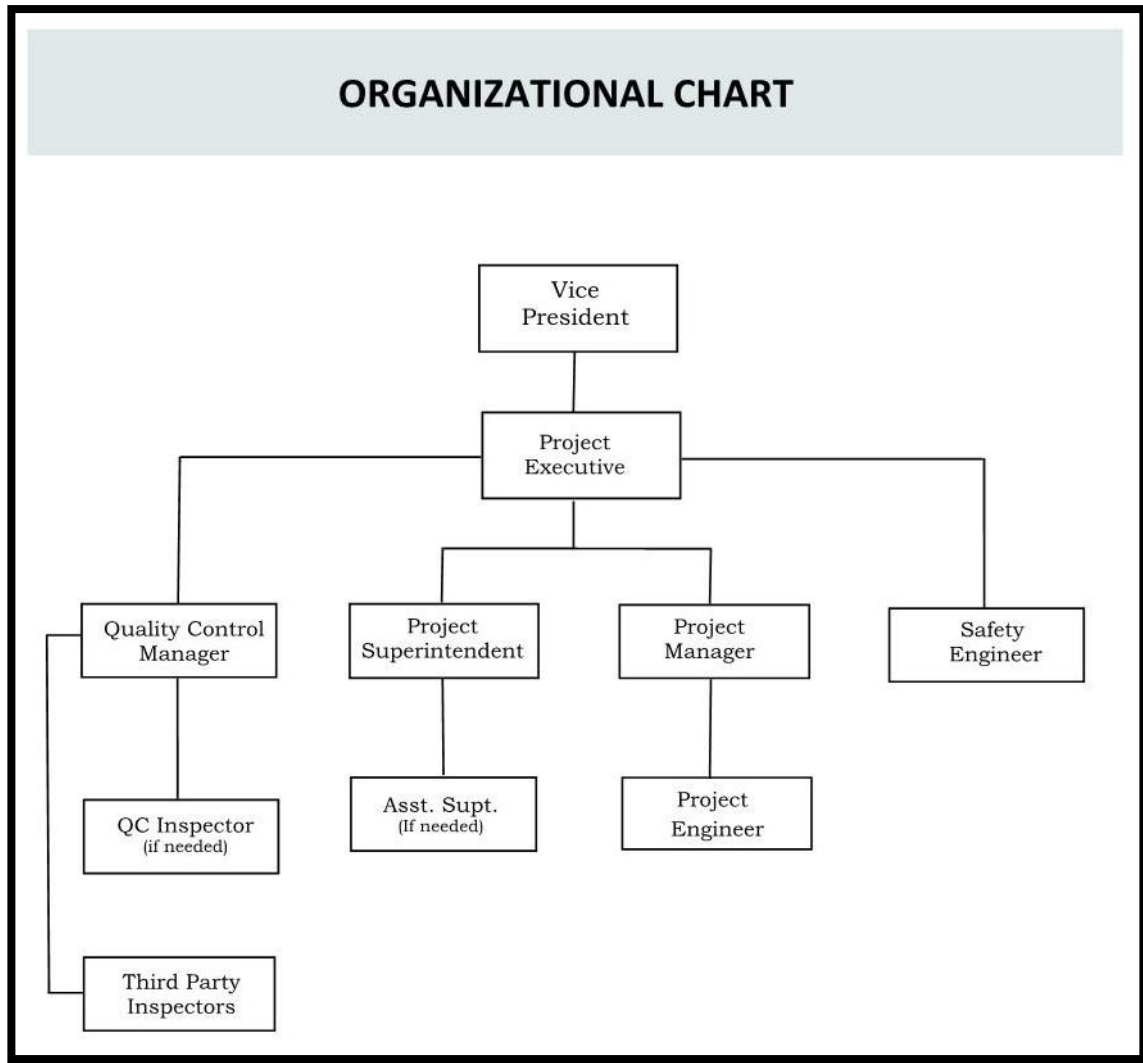 ORGANIZATIONAL CHART
Vice
President
Project
Executive
Quality Control
Manager
Project
Superintendent
Project
Manager
Safety
Engineer
QC Inspector
(if needed)
Asst. Supt.
(If needed)
Project
Engineer
Third Party
Inspectors